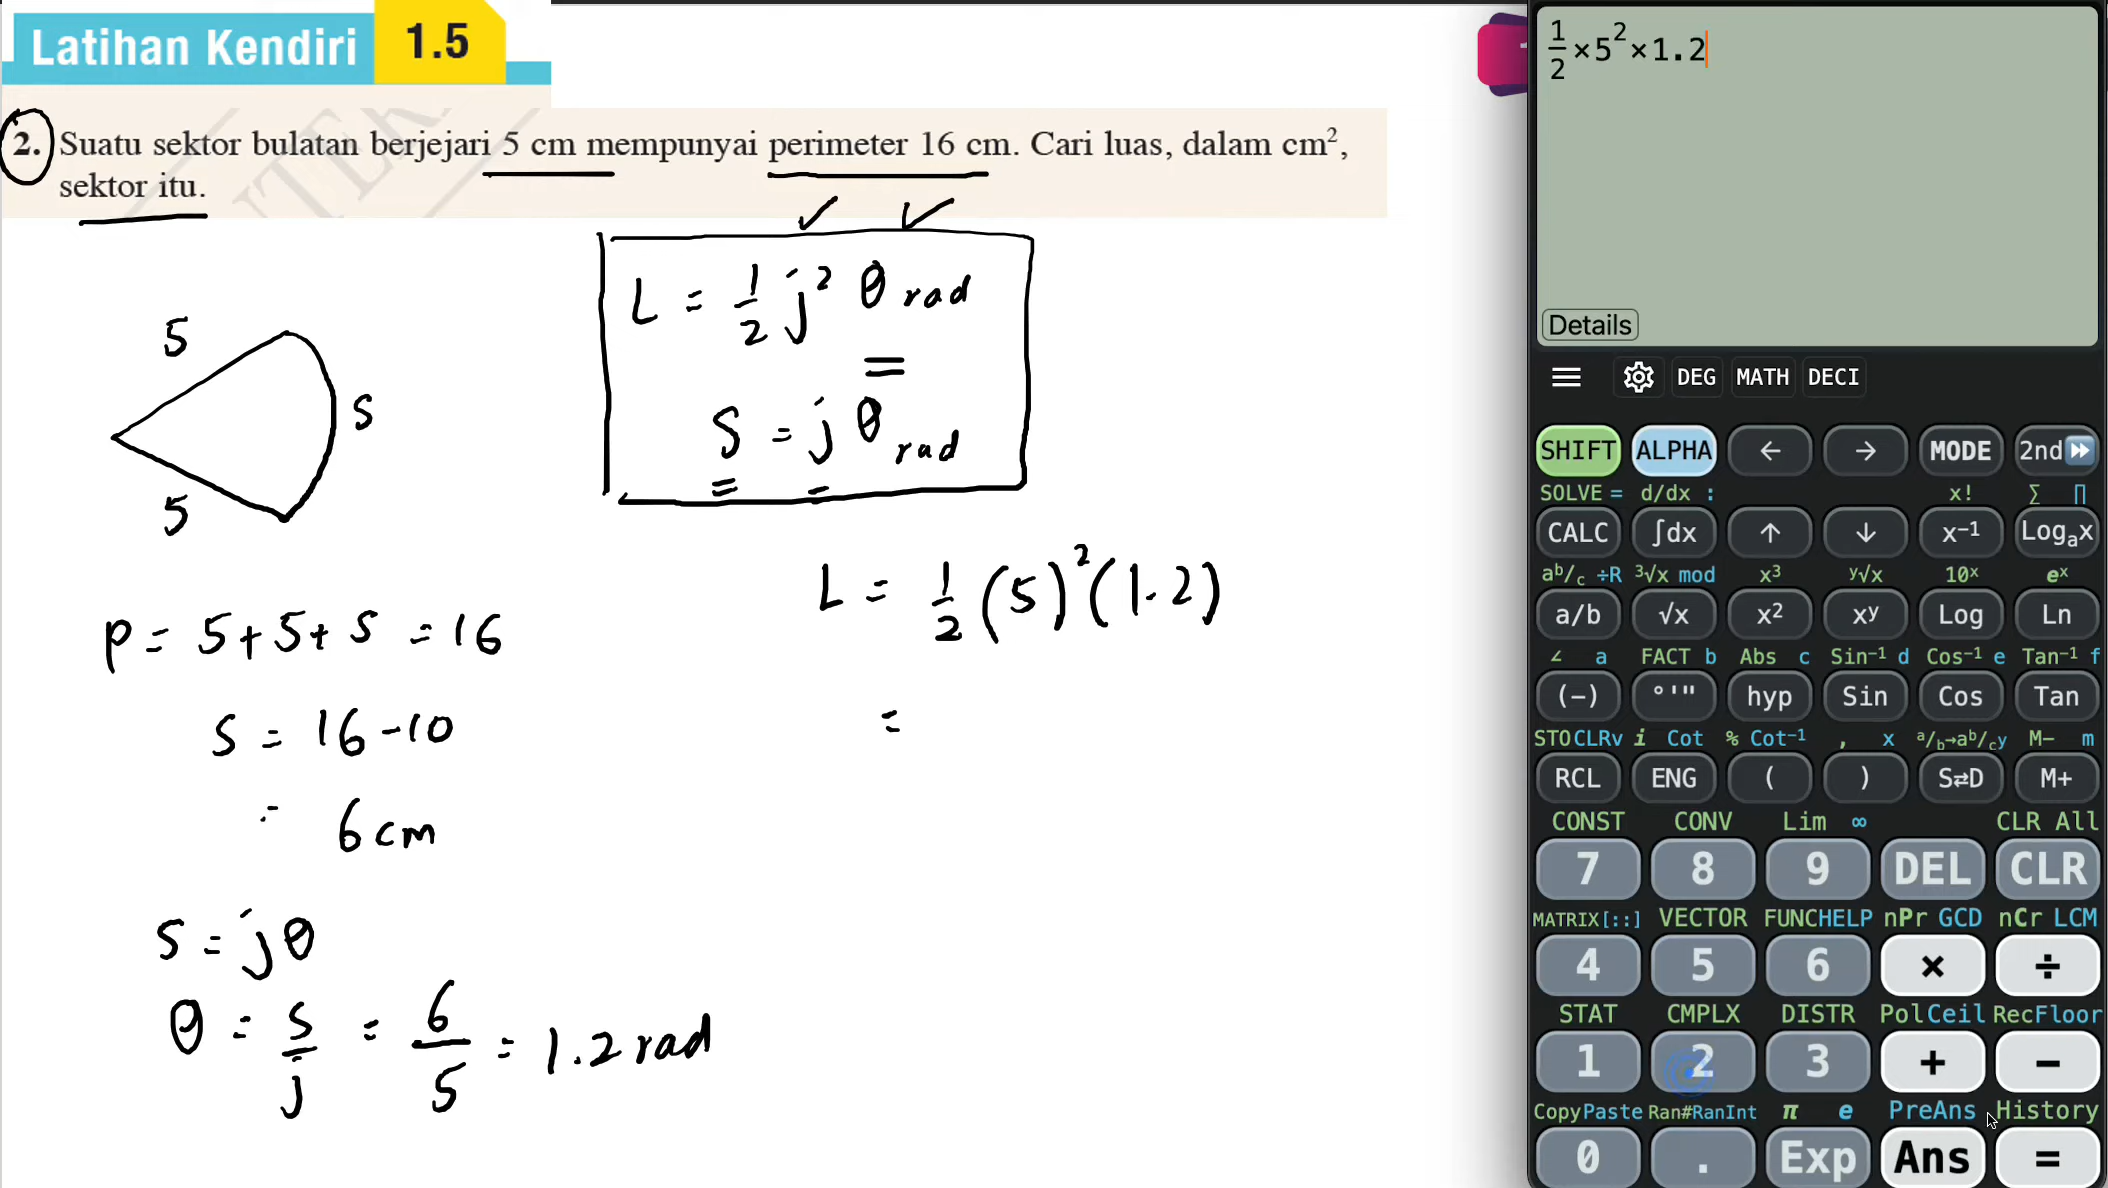 Latihan Kendiri 1.5
2. Suatu sektor bulatan berjejari 5 cm mempunyai perimeter 16 cm. Cari luas, dalam cm²,
sektor itu.
L = 1/2 j² θ rad
S = j θ rad
5
S
5
P = 5 + 5 + S = 16
S = 16 - 10
= 6 cm
S = jθ
θ = S/j = 6/5 = 1.2 rad
L = 1/2 (5)² (1.2)
=
1/2×5²×1.2
Details
DEG MATH DECI
SHIFT ALPHA ← → MODE 2nd
SOLVE = d/dx : x! ∑ ∏
CALC ∫dx ↑ ↓ x⁻¹ Logₐx
aᵇ/c ÷R ³√x mod x³ ʸ√x 10ˣ eˣ
a/b √x x² xʸ Log Ln
∠ a FACT b Abs c Sin⁻¹ d Cos⁻¹ e Tan⁻¹ f
(−) °'" hyp Sin Cos Tan
STO CLRv i Cot % Cot⁻¹ , x a/b→aᵇ/c y M− m
RCL ENG ( ) S⇄D M+
CONST CONV Lim ∞ CLR All
7 8 9 DEL CLR
MATRIX [::] VECTOR FUNC HELP nPr GCD nCr LCM
4 5 6 × ÷
STAT CMPLX DISTR Pol Ceil Rec Floor
1 2 3 + −
Copy Paste Ran# RanInt π e PreAns History
0 . Exp Ans =